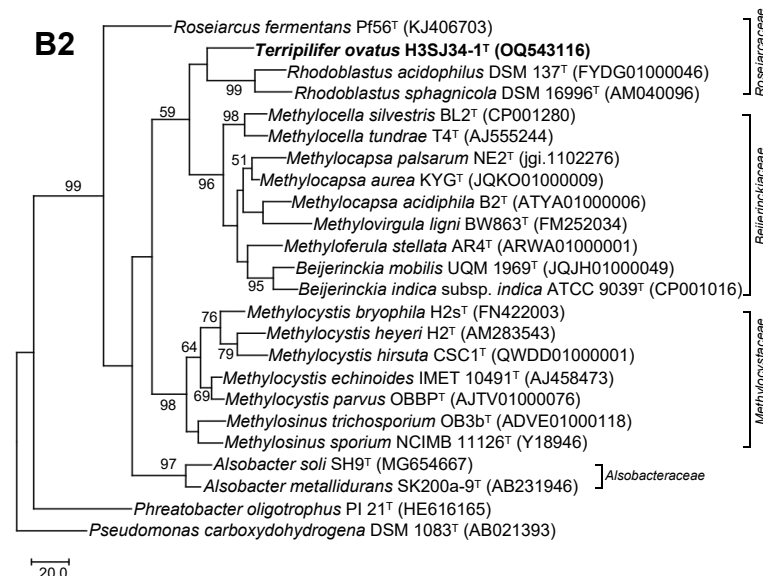 B2
Roseiarcus fermentans Pf56ᵀ (KJ406703)
Terripilifer ovatus H3SJ34-1ᵀ (OQ543116)
Rhodoblastus acidophilus DSM 137ᵀ (FYDG01000046)
99
Rhodoblastus sphagnicola DSM 16996ᵀ (AM040096)
Roseiarcaceae
59
98
Methylocella silvestris BL2ᵀ (CP001280)
Methylocella tundrae T4ᵀ (AJ555244)
51
Methylocapsa palsarum NE2ᵀ (jgi.1102276)
96
Methylocapsa aurea KYGᵀ (JQKO01000009)
99
Methylocapsa acidiphila B2ᵀ (ATYA01000006)
Methylovirgula ligni BW863ᵀ (FM252034)
Methyloferula stellata AR4ᵀ (ARWA01000001)
Beijerinckia mobilis UQM 1969ᵀ (JQJH01000049)
95
Beijerinckia indica subsp. indica ATCC 9039ᵀ (CP001016)
Beijerinckiaceae
76
Methylocystis bryophila H2sᵀ (FN422003)
Methylocystis heyeri H2ᵀ (AM283543)
64
79
Methylocystis hirsuta CSC1ᵀ (QWDD01000001)
Methylocystis echinoides IMET 10491ᵀ (AJ458473)
69
Methylocystis parvus OBBPᵀ (AJTV01000076)
98
Methylosinus trichosporium OB3bᵀ (ADVE01000118)
Methylosinus sporium NCIMB 11126ᵀ (Y18946)
Methylocystaceae
97
Alsobacter soli SH9ᵀ (MG654667)
Alsobacter metallidurans SK200a-9ᵀ (AB231946)
Alsobacteraceae
Phreatobacter oligotrophus PI 21ᵀ (HE616165)
Pseudomonas carboxydohydrogena DSM 1083ᵀ (AB021393)
20.0